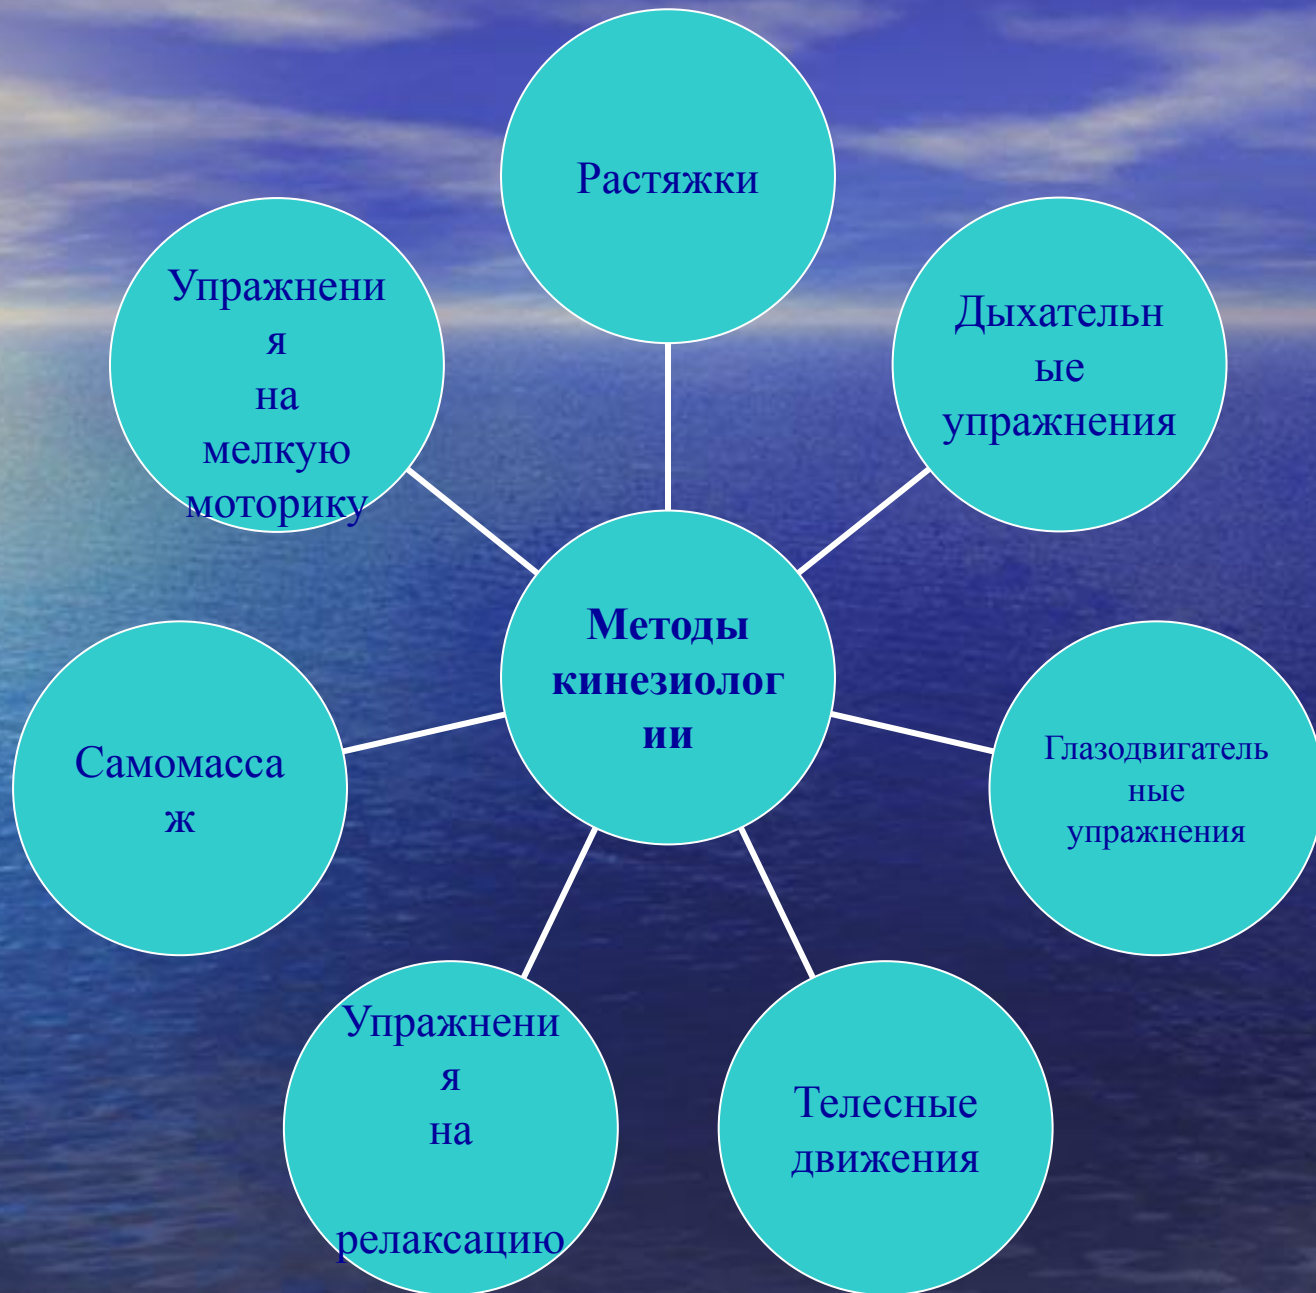 Растяжки
Упражнени
я
на
мелкую
моторику
Дыхательн
ые
упражнения
Методы
кинезиолог
ии
Самомасса
ж
Глазодвигатель
ные
упражнения
Упражнени
я
на
релаксацию
Телесные
движения